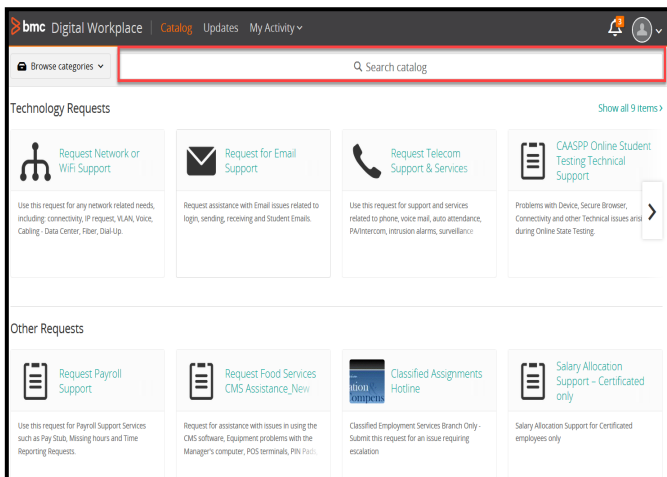 bmc Digital Workplace Catalog Updates My Activity 3
Browse categories Search catalog
Technology Requests Show all 9 items
Request Network or
WiFi Support
Use this request for any network related needs,
including: connectivity, IP request, VLAN, Voice,
Cabling - Data Center, Fiber, Dial-Up.
Request for Email
Support
Request assistance with Email issues related to
login, sending, receiving and Student Emails.
Request Telecom
Support & Services
Use this request for support and services
related to phone, voice mail, auto attendance,
PA/Intercom, intrusion alarms, surveillance
CAASPP Online Student
Testing Technical
Support
Problems with Device, Secure Browser,
Connectivity and other Technical issues arisi
during Online State Testing.
Other Requests
Request Payroll
Support
Use this request for Payroll Support Services
such as Pay Stub, Missing hours and Time
Reporting Requests.
Request Food Services
CMS Assistance_New
Request for assistance with issues in using the
CMS software, Equipment problems with the
Manager's computer, POS terminals, PIN Pads,
ition
ompens
Classified Assignments
Hotline
Classified Employment Services Branch Only -
Submit this request for an issue requiring
escalation
Salary Allocation
Support – Certificated
only
Salary Allocation Support for Certificated
employees only